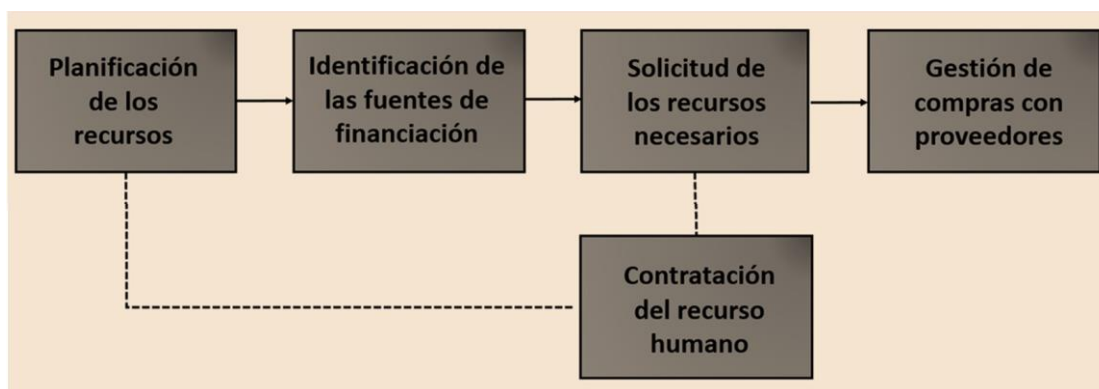 Planificación
de los
recursos
Identificación de
las fuentes de
financiación
Solicitud de
los recursos
necesarios
Gestión de
compras con
proveedores
Contratación
del recurso
humano